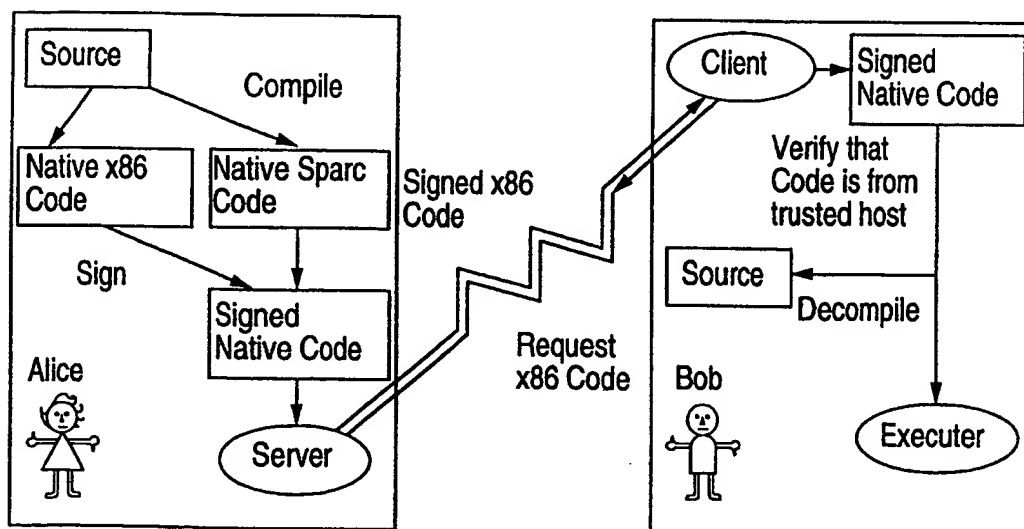 Source
Compile
Native x86
Code
Native Sparc
Code
Sign
Signed
Native Code
Alice
Server
Signed x86
Code
Request
x86 Code
Client
Signed
Native Code
Verify that
Code is from
trusted host
Source
Decompile
Bob
Executer